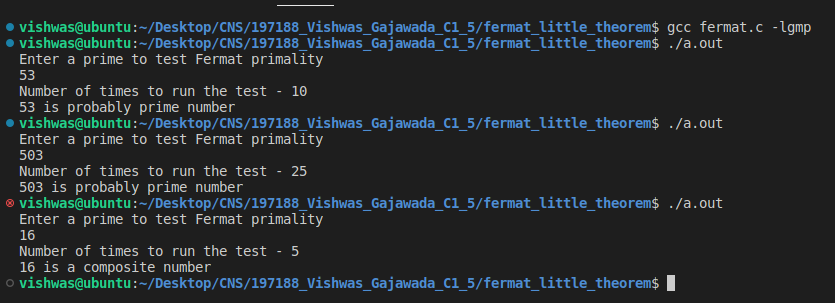 vishwas@ubuntu:~/Desktop/CNS/197188_Vishwas_Gajawada_C1_5/fermat_little_theorem$ gcc fermat.c -lgmp
vishwas@ubuntu:~/Desktop/CNS/197188_Vishwas_Gajawada_C1_5/fermat_little_theorem$ ./a.out
Enter a prime to test Fermat primality
53
Number of times to run the test - 10
53 is probably prime number
vishwas@ubuntu:~/Desktop/CNS/197188_Vishwas_Gajawada_C1_5/fermat_little_theorem$ ./a.out
Enter a prime to test Fermat primality
503
Number of times to run the test - 25
503 is probably prime number
vishwas@ubuntu:~/Desktop/CNS/197188_Vishwas_Gajawada_C1_5/fermat_little_theorem$ ./a.out
Enter a prime to test Fermat primality
16
Number of times to run the test - 5
16 is a composite number
vishwas@ubuntu:~/Desktop/CNS/197188_Vishwas_Gajawada_C1_5/fermat_little_theorem$